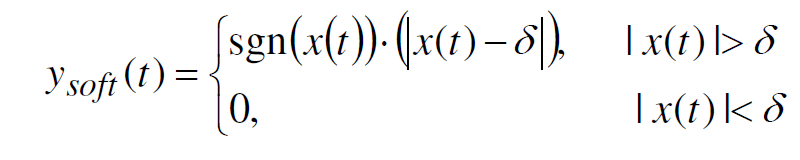 y_soft(t) = { sgn(x(t))·(|x(t)−δ|), |x(t)|> δ
0, |x(t)|< δ